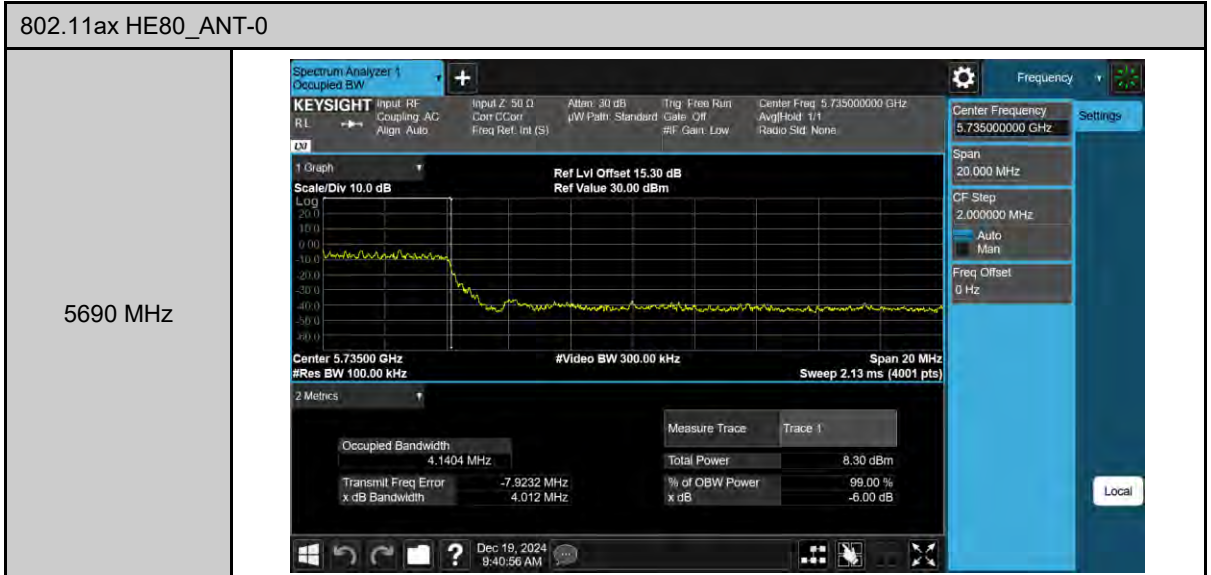 802.11ax HE80_ANT-0
5690 MHz
Spectrum Analyzer 1
Occupied BW
Frequency
KEYSIGHT
RL
LXI
Input: RF
Coupling: AC
Align: Auto
Input Z: 50 Ω
Corr CCorr
Freq Ref: Int (S)
Atten: 30 dB
µW Path: Standard
Trig: Free Run
Gate: Off
#IF Gain: Low
Center Freq: 5.735000000 GHz
Avg|Hold: 1/1
Radio Std: None
Center Frequency
5.735000000 GHz
Settings
Span
20.000 MHz
CF Step
2.000000 MHz
Auto
Man
Freq Offset
0 Hz
Local
1 Graph
Scale/Div 10.0 dB
Ref Lvl Offset 15.30 dB
Ref Value 30.00 dBm
Log
20.0
10.0
0.00
-10.0
-20.0
-30.0
-40.0
-50.0
-60.0
Center 5.73500 GHz
#Video BW 300.00 kHz
Span 20 MHz
#Res BW 100.00 kHz
Sweep 2.13 ms (4001 pts)
2 Metrics
Measure Trace Trace 1
Occupied Bandwidth
4.1404 MHz
Total Power 8.30 dBm
Transmit Freq Error -7.9232 MHz
% of OBW Power 99.00 %
x dB Bandwidth 4.012 MHz
x dB -6.00 dB
Dec 19, 2024
9:40:56 AM